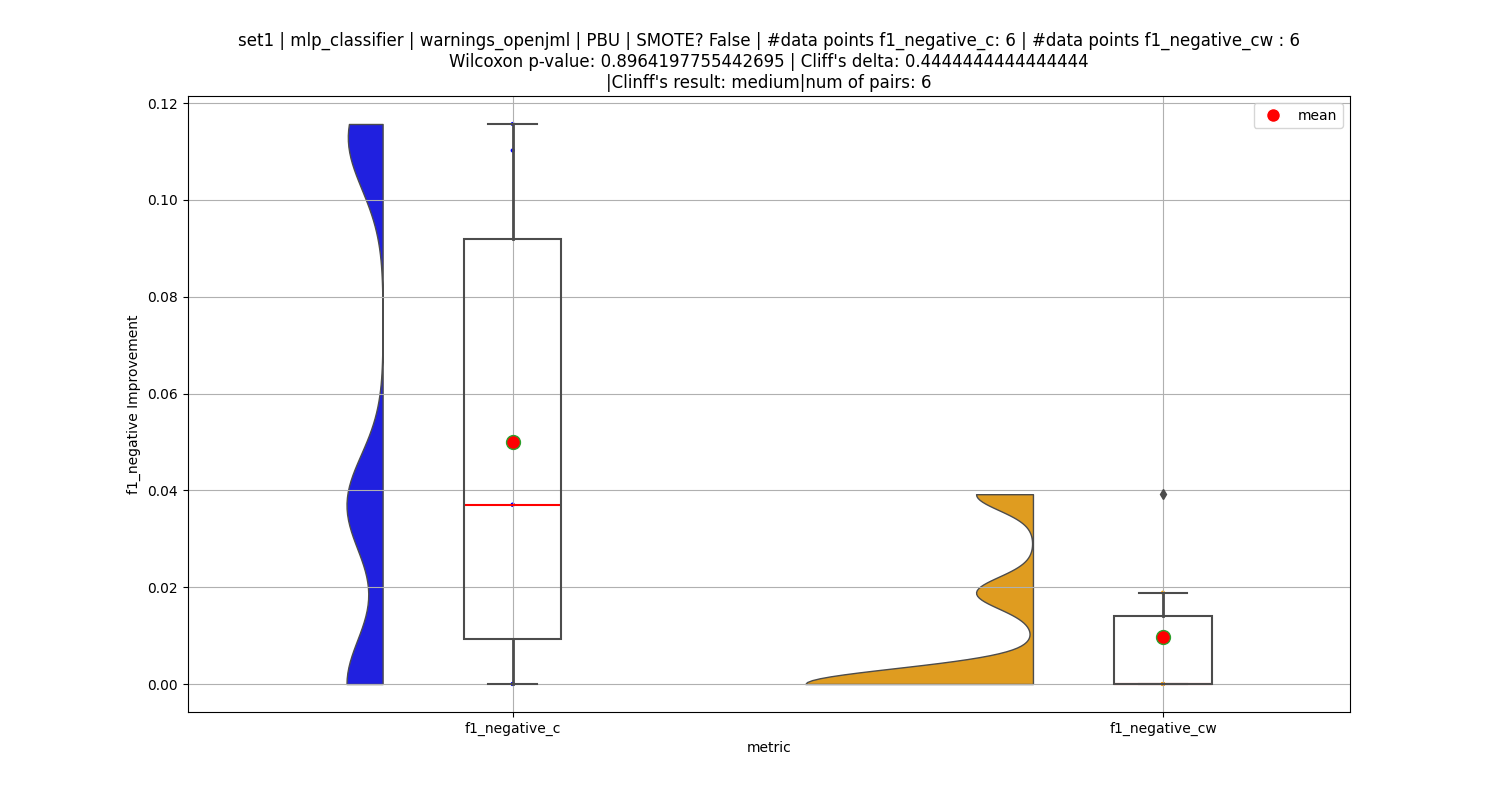 set1 | mlp_classifier | warnings_openjml | PBU | SMOTE? False | #data points f1_negative_c: 6 | #data points f1_negative_cw : 6
Wilcoxon p-value: 0.8964197755442695 | Cliff's delta: 0.4444444444444444
|Clinff's result: medium|num of pairs: 6
mean
0.12
0.10
0.08
0.06
0.04
0.02
0.00
f1_negative Improvement
f1_negative_c
f1_negative_cw
metric